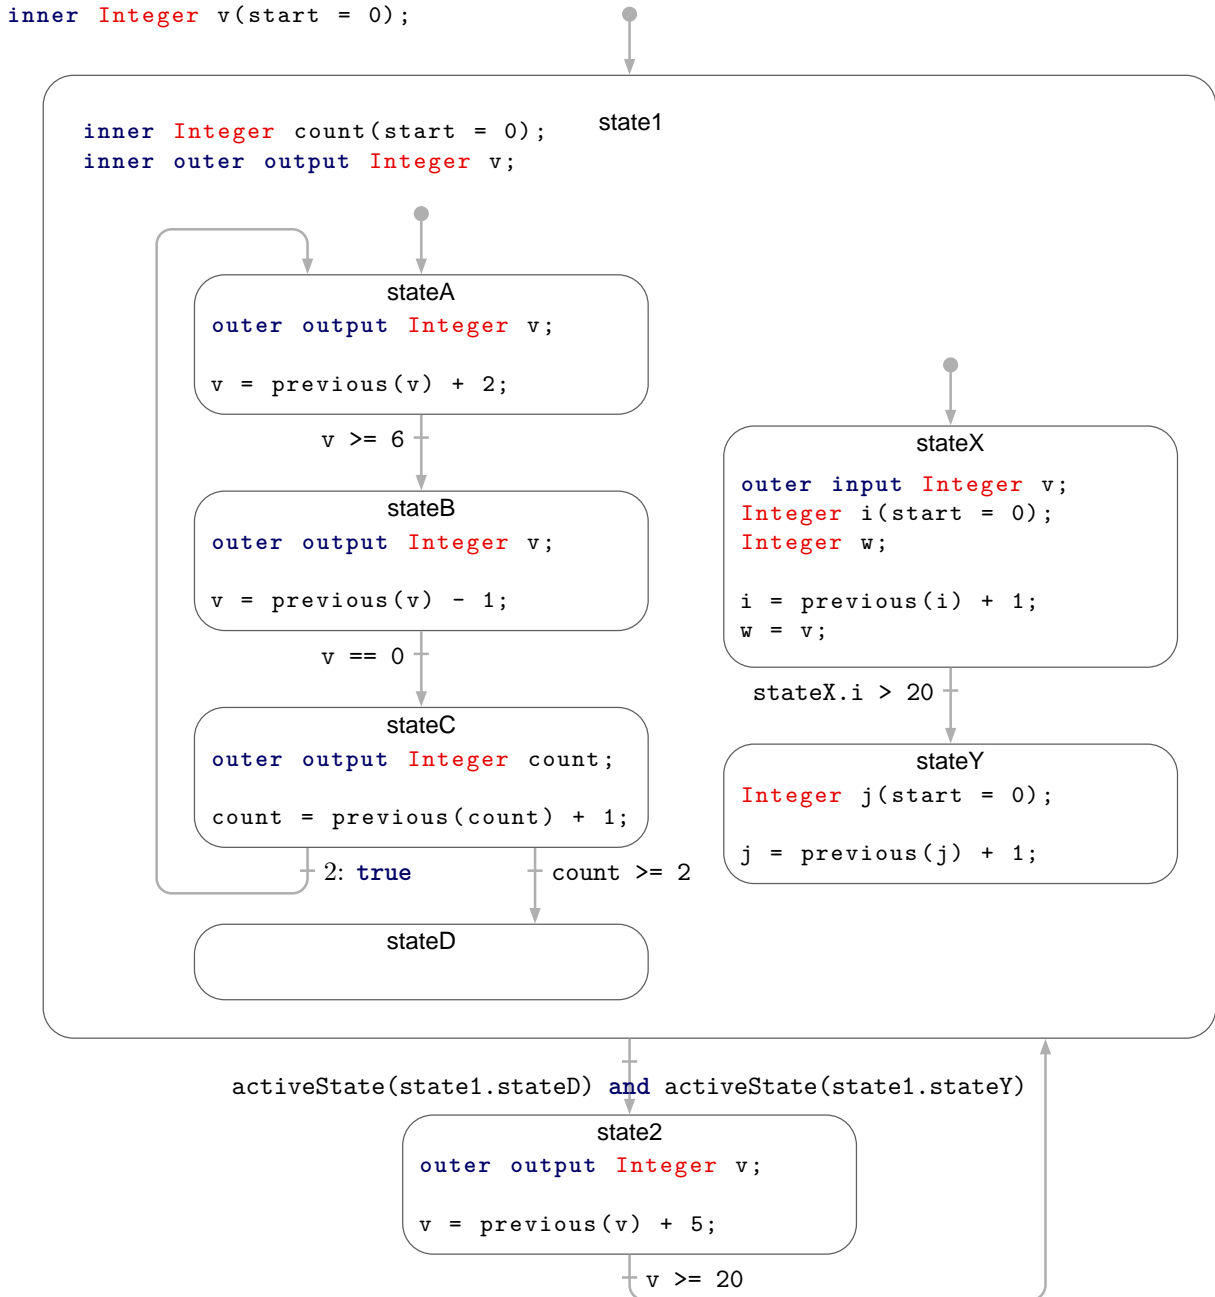 inner Integer v(start = 0);
state1
inner Integer count(start = 0);
inner outer output Integer v;
stateA
outer output Integer v;
v = previous(v) + 2;
v >= 6
stateB
outer output Integer v;
v = previous(v) - 1;
v == 0
stateC
outer output Integer count;
count = previous(count) + 1;
2: true
count >= 2
stateD
stateX
outer input Integer v;
Integer i(start = 0);
Integer w;
i = previous(i) + 1;
w = v;
stateX.i > 20
stateY
Integer j(start = 0);
j = previous(j) + 1;
activeState(state1.stateD) and activeState(state1.stateY)
state2
outer output Integer v;
v = previous(v) + 5;
v >= 20